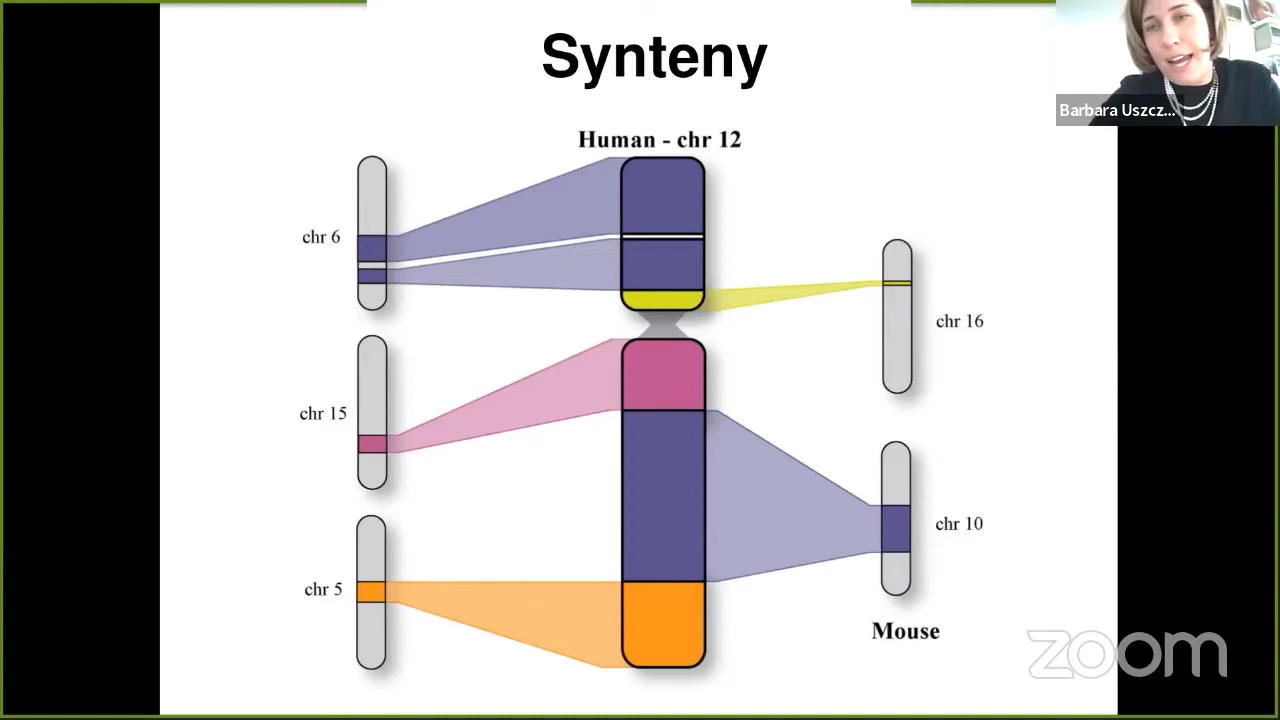 Synteny
Barbara Uszcz...
Human - chr 12
chr 6
chr 16
chr 15
chr 10
chr 5
Mouse
zoom